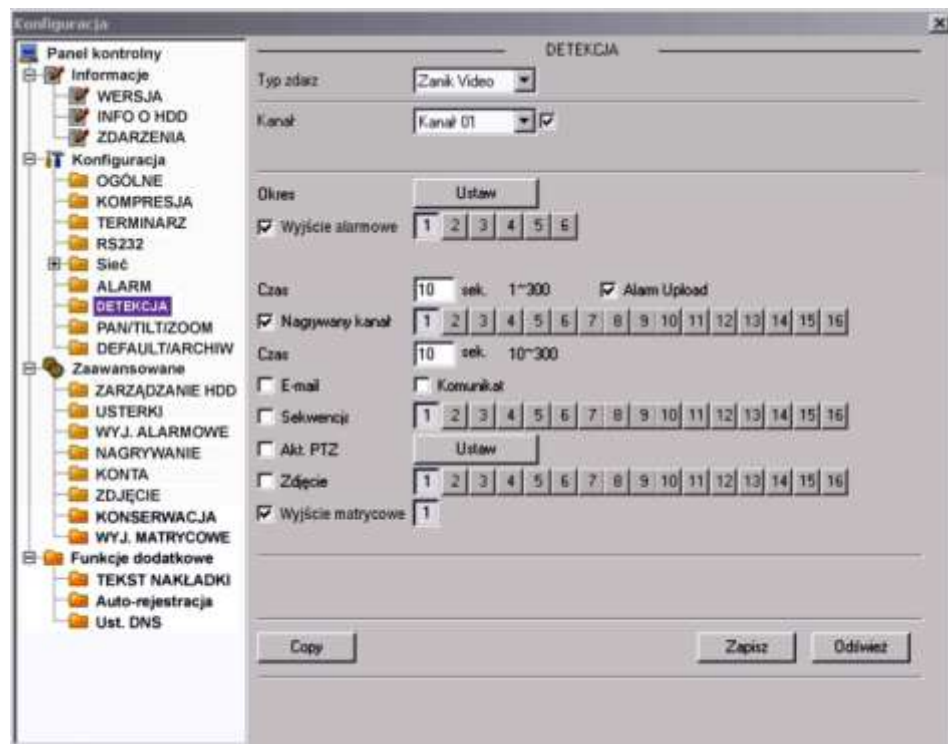 Konfiguracja
Panel kontrolny
Informacje
WERSJA
INFO O HDD
ZDARZENIA
Konfiguracja
OGÓLNE
KOMPRESJA
TERMINARZ
RS232
Sieć
ALARM
DETEKCJA
PAN/TILT/ZOOM
DEFAULT/ARCHIW
Zaawansowane
ZARZĄDZANIE HDD
USTERKI
WYJ. ALARMOWE
NAGRYWANIE
KONTA
ZDJĘCIE
KONSERWACJA
WYJ. MATRYCOWE
Funkcje dodatkowe
TEKST NAKŁADKI
Auto-rejestracja
Ust. DNS
DETEKCJA
Typ zdarz Zanik Video
Kanał Kanał 01
Okres Ustaw
Wyjście alarmowe 1 2 3 4 5 6
Czas 10 sek. 1~300 Alarm Upload
Nagrywany kanał 1 2 3 4 5 6 7 8 9 10 11 12 13 14 15 16
Czas 10 sek. 10~300
E-mail Komunikat
Sekwencja 1 2 3 4 5 6 7 8 9 10 11 12 13 14 15 16
Akt. PTZ Ustaw
Zdjęcie 1 2 3 4 5 6 7 8 9 10 11 12 13 14 15 16
Wyjście matrycowe 1
Copy Zapisz Odśwież